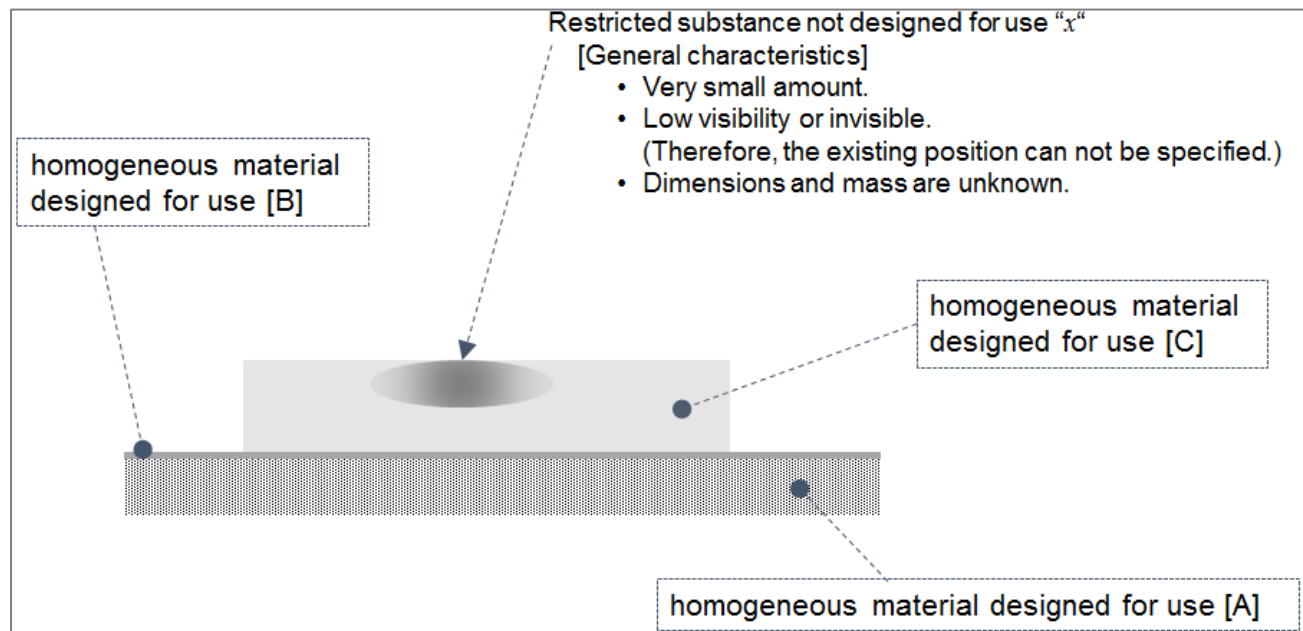 Restricted substance not designed for use “x“
[General characteristics]
• Very small amount.
• Low visibility or invisible.
(Therefore, the existing position can not be specified.)
• Dimensions and mass are unknown.
homogeneous material
designed for use [B]
homogeneous material
designed for use [C]
homogeneous material designed for use [A]